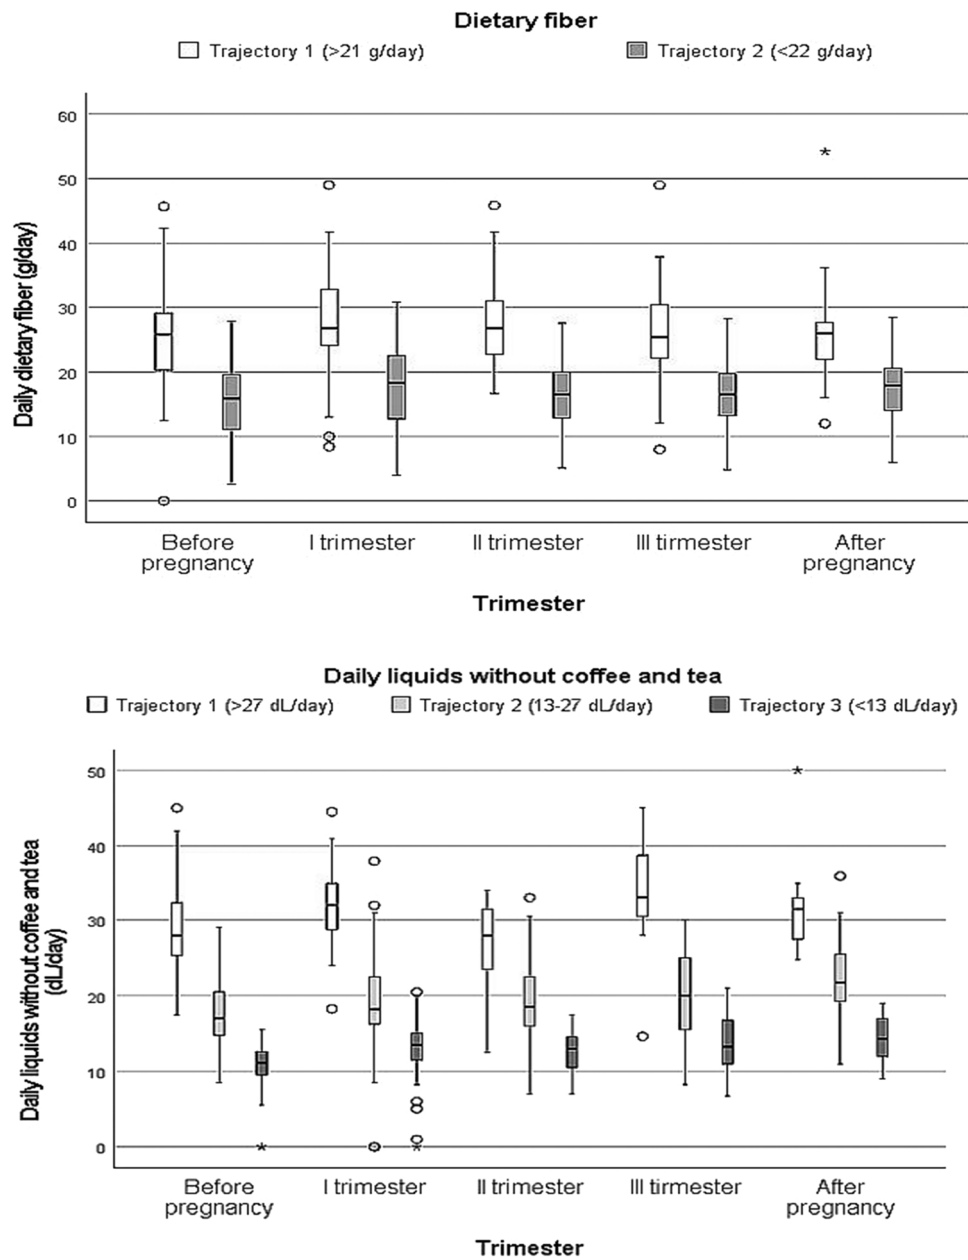 Dietary fiber
Trajectory 1 (>21 g/day) Trajectory 2 (<22 g/day)
Daily dietary fiber (g/day)
60
50
40
30
20
10
0
Before pregnancy I trimester II trimester III tirmester After pregnancy
Trimester
Daily liquids without coffee and tea
Trajectory 1 (>27 dL/day) Trajectory 2 (13-27 dL/day) Trajectory 3 (<13 dL/day)
Daily liquids without coffee and tea
(dL/day)
50
40
30
20
10
0
Before pregnancy I trimester II trimester III tirmester After pregnancy
Trimester